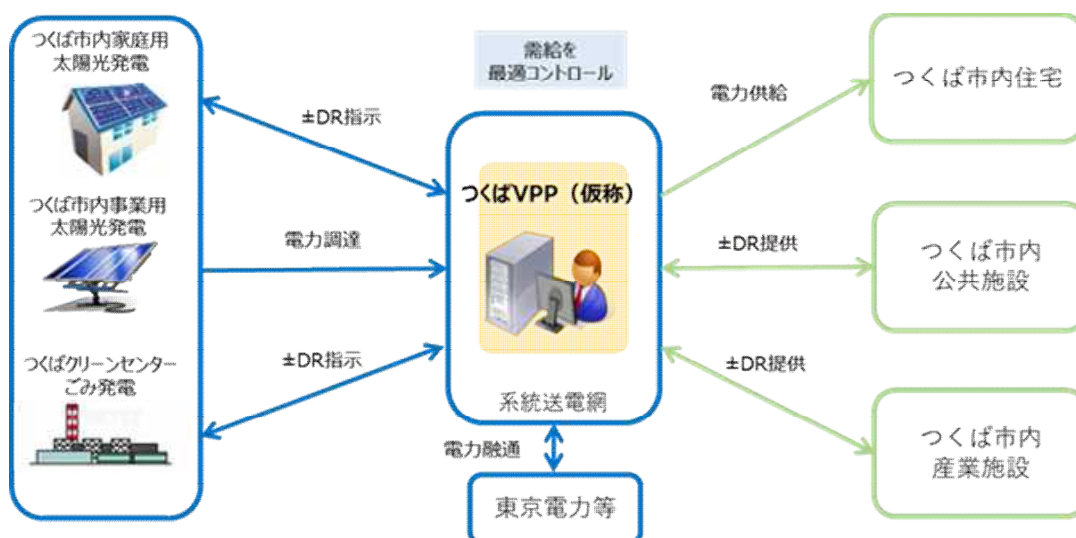 つくば市内家庭用
太陽光発電
つくば市内事業用
太陽光発電
つくばクリーンセンター
ごみ発電
±DR指示
電力調達
±DR指示
需給を
最適コントロール
つくばVPP（仮称）
系統送電網
電力融通
東京電力等
電力供給
±DR提供
±DR提供
つくば市内住宅
つくば市内
公共施設
つくば市内
産業施設